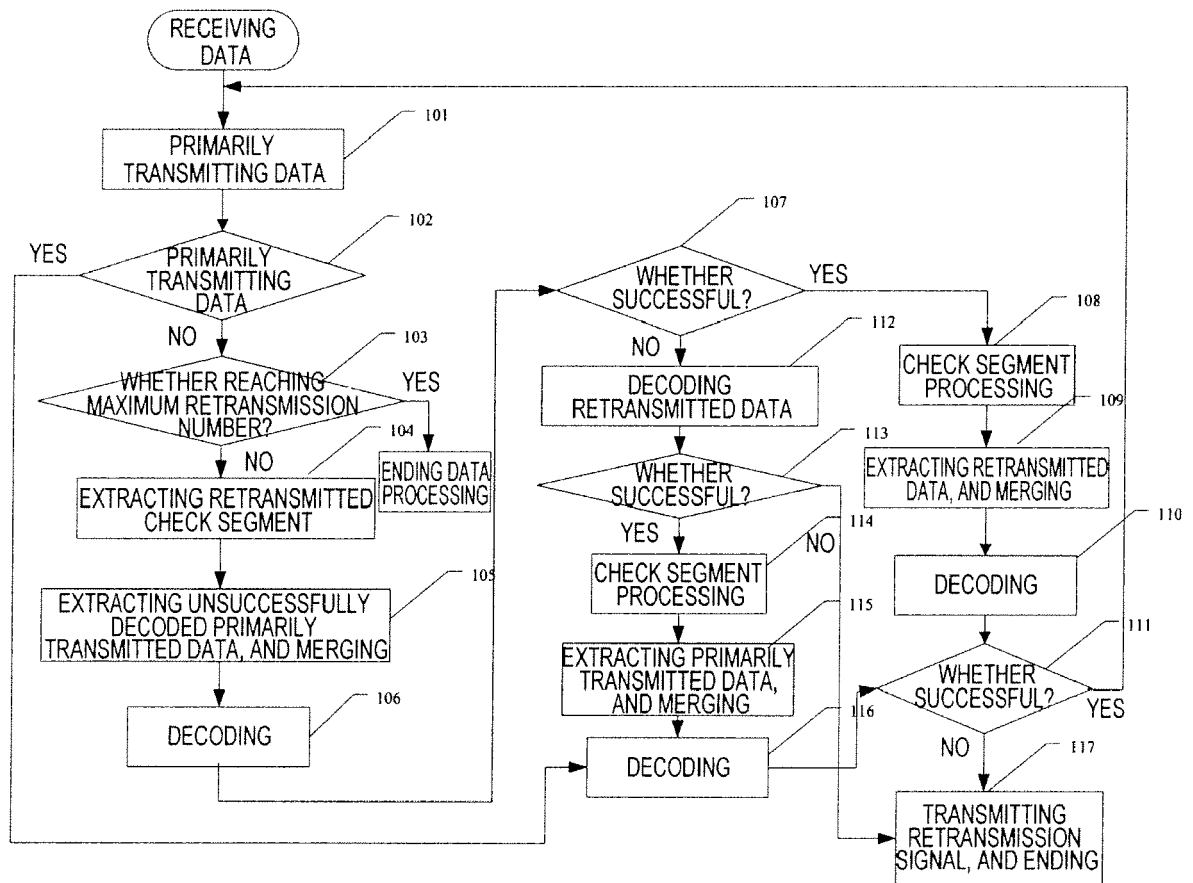 RECEIVING
DATA
101
PRIMARILY
TRANSMITTING DATA
102
YES
PRIMARILY
TRANSMITTING
DATA
NO
103
WHETHER REACHING
MAXIMUM RETRANSMISSION
NUMBER?
YES
ENDING DATA
PROCESSING
NO
104
EXTRACTING RETRANSMITTED
CHECK SEGMENT
105
EXTRACTING UNSUCCESSFULLY
DECODED PRIMARILY
TRANSMITTED DATA, AND MERGING
106
DECODING
107
WHETHER
SUCCESSFUL?
YES
NO
112
DECODING
RETRANSMITTED DATA
113
WHETHER
SUCCESSFUL?
YES
NO
114
CHECK SEGMENT
PROCESSING
115
EXTRACTING PRIMARILY
TRANSMITTED DATA,
AND MERGING
116
DECODING
108
CHECK SEGMENT
PROCESSING
109
EXTRACTING RETRANSMITTED
DATA, AND MERGING
110
DECODING
111
WHETHER
SUCCESSFUL?
YES
NO
117
TRANSMITTING
RETRANSMISSION
SIGNAL, AND ENDING